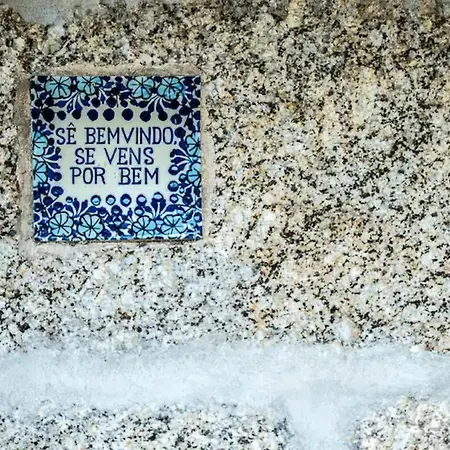 SÊ BEMVINDO
SE VENS
POR BEM